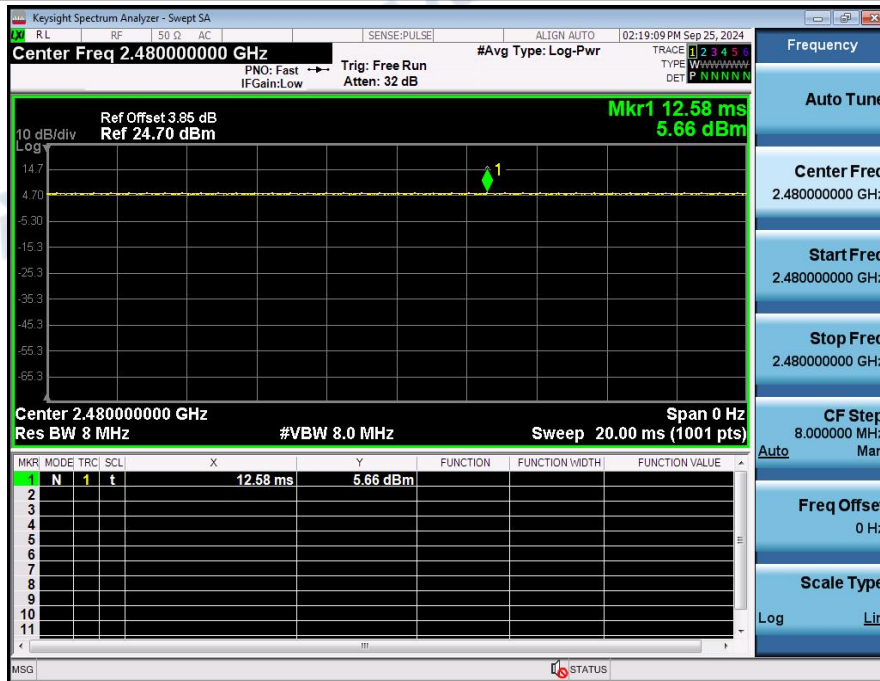 Keysight Spectrum Analyzer - Swept SA
LXI RL RF 50 Ω AC SENSE:PULSE ALIGN AUTO 02:19:09 PM Sep 25, 2024
Center Freq 2.480000000 GHz
PNO: Fast
IFGain:Low
Trig: Free Run
Atten: 32 dB
#Avg Type: Log-Pwr
TRACE 1 2 3 4 5 6
TYPE WWWWWW
DET P N N N N N
Mkr1 12.58 ms
5.66 dBm
Ref Offset 3.85 dB
10 dB/div Ref 24.70 dBm
Log
14.7
4.70
-5.30
-15.3
-25.3
-35.3
-45.3
-55.3
-65.3
1
Center 2.480000000 GHz Span 0 Hz
Res BW 8 MHz #VBW 8.0 MHz Sweep 20.00 ms (1001 pts)
MKR MODE TRC SCL X Y FUNCTION FUNCTION WIDTH FUNCTION VALUE
1 N 1 t 12.58 ms 5.66 dBm
2
3
4
5
6
7
8
9
10
11
MSG STATUS
Frequency
Auto Tune
Center Freq
2.480000000 GHz
Start Freq
2.480000000 GHz
Stop Freq
2.480000000 GHz
CF Step
8.000000 MHz
Auto Man
Freq Offset
0 Hz
Scale Type
Log Lin